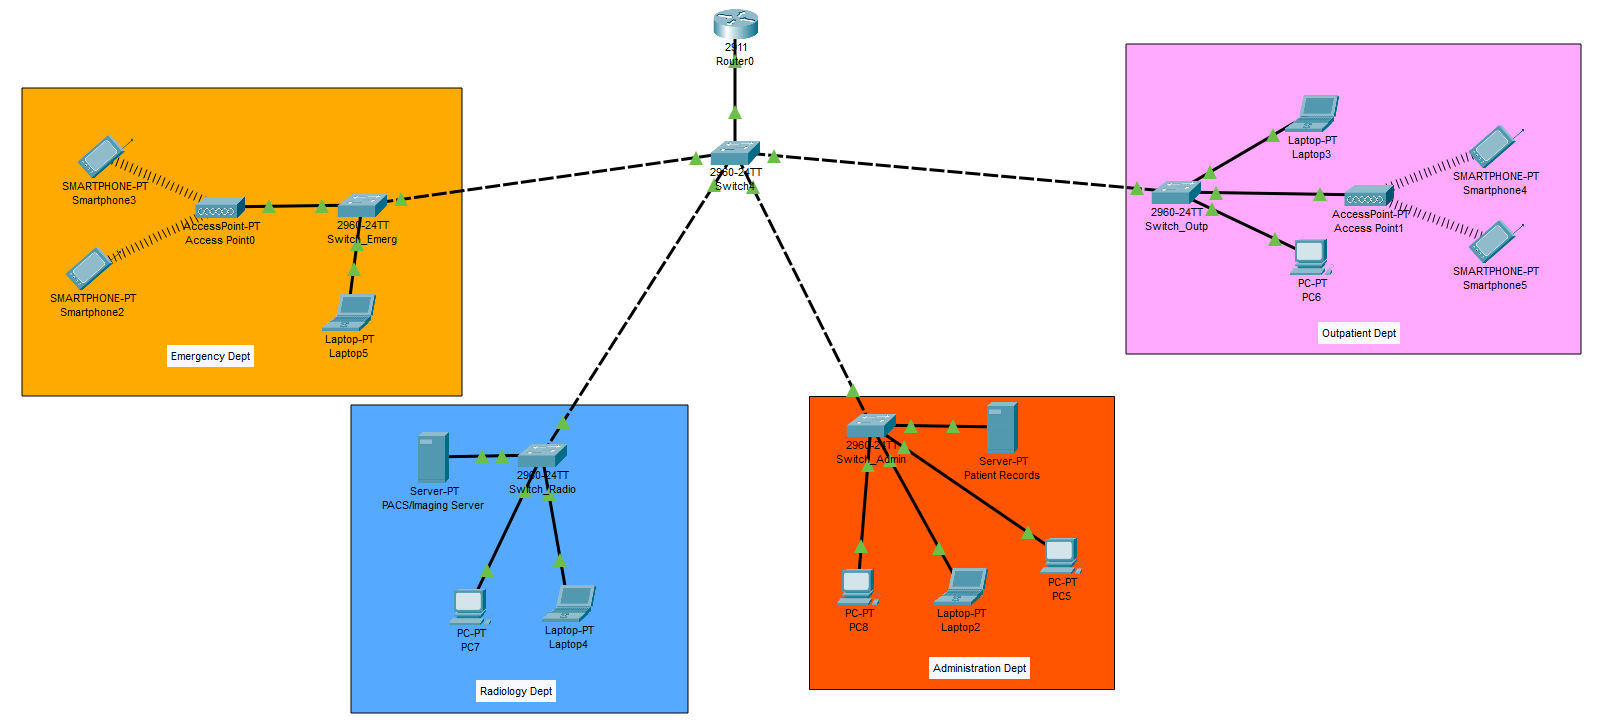 2911
Router0
2960-24TT
Switch4
SMARTPHONE-PT
Smartphone3
AccessPoint-PT
Access Point0
2960-24TT
Switch_Emerg
SMARTPHONE-PT
Smartphone2
Laptop-PT
Laptop5
Emergency Dept
Laptop-PT
Laptop3
SMARTPHONE-PT
Smartphone4
2960-24TT
Switch_Outp
AccessPoint-PT
Access Point1
SMARTPHONE-PT
Smartphone5
PC-PT
PC6
Outpatient Dept
Server-PT
PACS/Imaging Server
2960-24TT
Switch_Radio
PC-PT
PC7
Laptop-PT
Laptop4
Radiology Dept
2960-24TT
Switch_Admin
Server-PT
Patient Records
PC-PT
PC8
Laptop-PT
Laptop2
PC-PT
PC5
Administration Dept